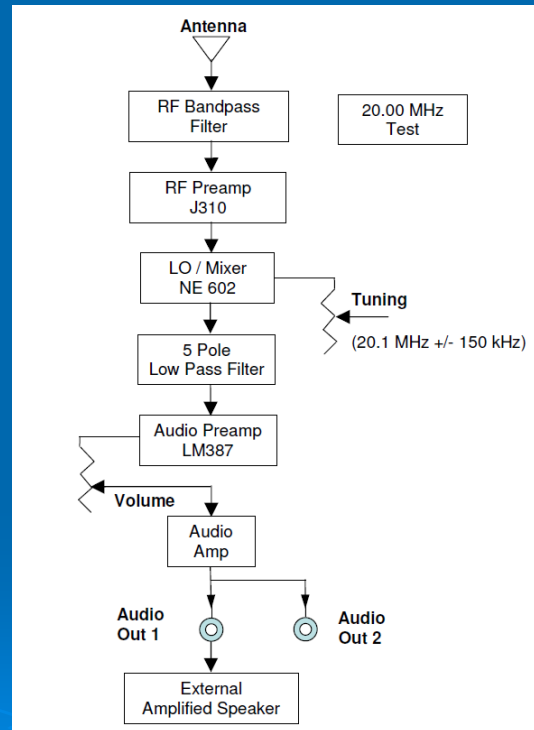 Antenna
RF Bandpass
Filter
20.00 MHz
Test
RF Preamp
J310
LO / Mixer
NE 602
Tuning
(20.1 MHz +/- 150 kHz)
5 Pole
Low Pass Filter
Audio Preamp
LM387
Volume
Audio
Amp
Audio
Out 1
Audio
Out 2
External
Amplified Speaker